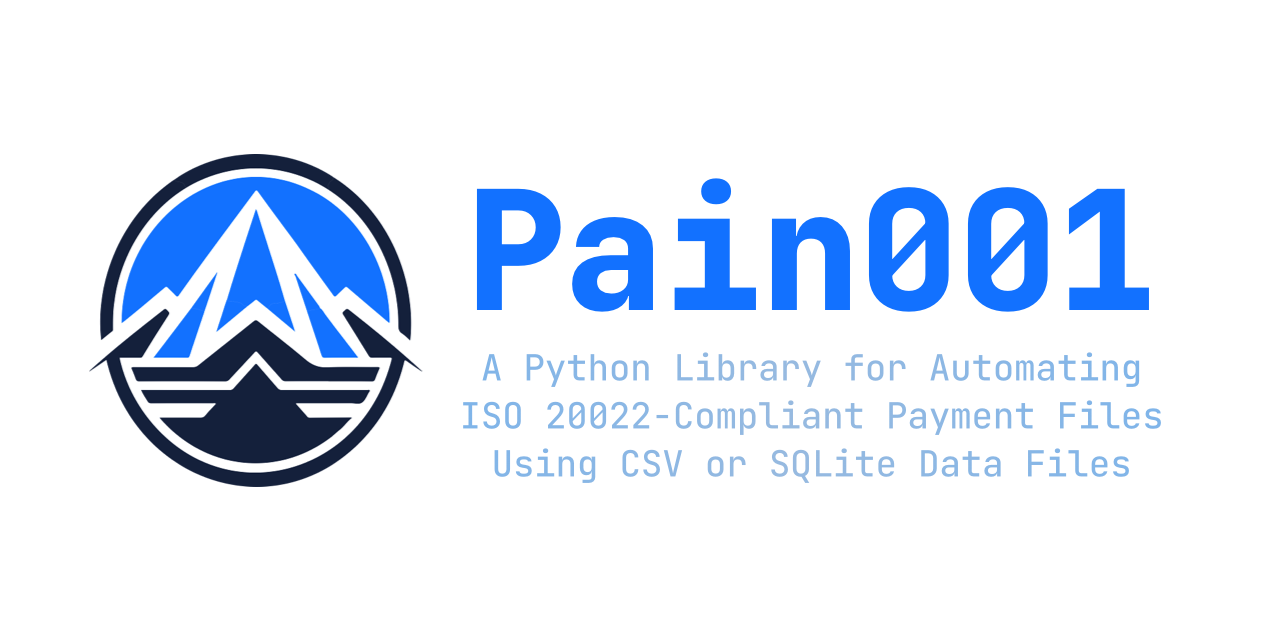 Pain001
A Python Library for Automating
ISO 20022-Compliant Payment Files
Using CSV or SQLite Data Files